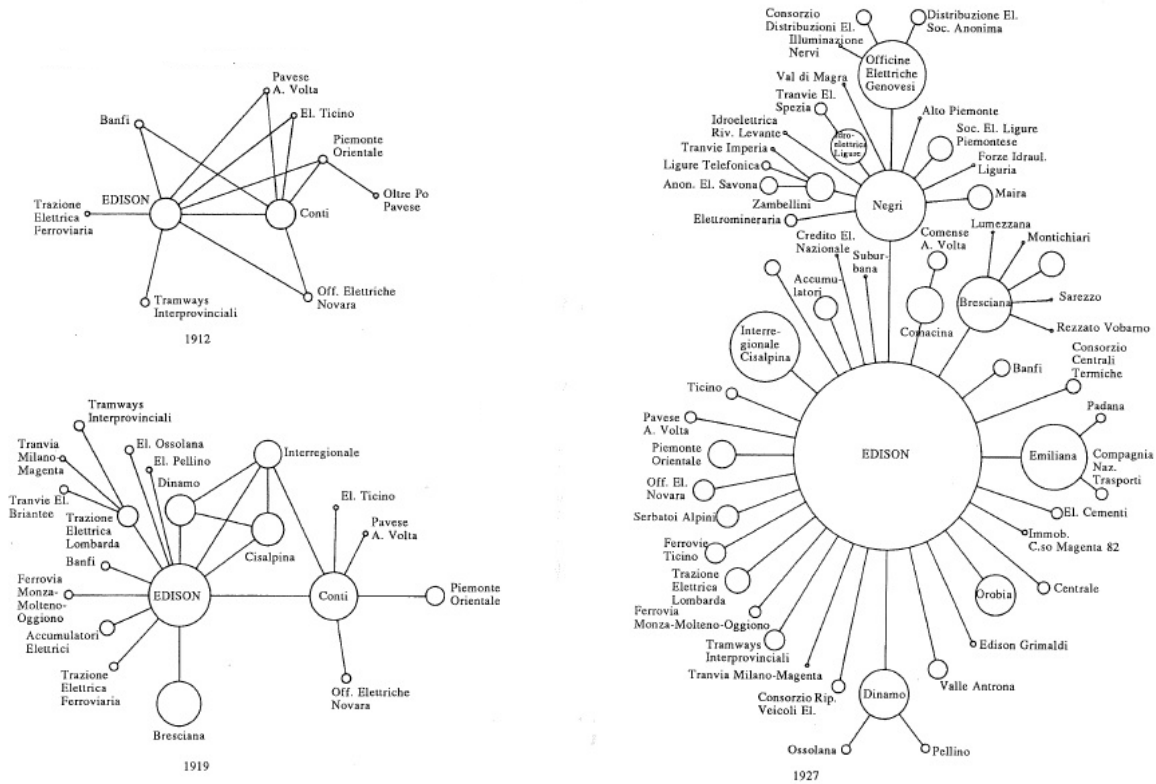 Pavese
A. Volta
Banfi
El. Ticino
Piemonte
Orientale
EDISON
Trazione
Elettrica
Ferroviaria
Conti
Oltre Po
Pavese
Tramways
Interprovinciali
Off. Elettriche
Novara
1912
Tramways
Interprovinciali
Tranvia
Milano-
Magenta
El. Ossolana
El. Pellino
Dinamo
Interregionale
Tranvie El.
Briantee
Trazione
Elettrica
Lombarda
Cisalpina
El. Ticino
Pavese
A. Volta
Banfi
Ferrovia
Monza-
Molteno-
Oggiono
EDISON
Conti
Piemonte
Orientale
Accumulatori
Elettrici
Trazione
Elettrica
Ferroviaria
Off. Elettriche
Novara
Bresciana
1919
Consorzio
Distribuzioni El.
Distribuzione El.
Soc. Anonima
Illuminazione
Nervi
Officine
Elettriche
Genovesi
Val di Magra
Tranvie El.
Spezia
Alto Piemonte
Idroelettrica
Riv. Levante
Idro-
elettrica
Ligure
Soc. El. Ligure
Piemontese
Tranvie Imperia
Forze Idraul.
Liguria
Ligure Telefonica
Anon. El. Savona
Zambellini
Negri
Maira
Elettromineraria
Credito El.
Nazionale
Subur-
bana
Comense
A. Volta
Lumezzana
Montichiari
Accumu-
latori
Comacina
Bresciana
Sarezzo
Rezzato Vobarno
Interre-
gionale
Cisalpina
Consorzio
Centrali
Termiche
Banfi
Ticino
Pavese
A. Volta
Padana
Piemonte
Orientale
EDISON
Emiliana
Compagnia
Naz.
Trasporti
Off. El.
Novara
Serbatoi Alpini
El. Cementi
Immob.
C.so Magenta 82
Ferrovie
Ticino
Trazione
Elettrica
Lombarda
Orobia
Centrale
Ferrovia
Monza-Molteno-Oggiono
Tramways
Interprovinciali
Edison Grimaldi
Tranvia Milano-Magenta
Valle Antrona
Consorzio Rip.
Veicoli El.
Dinamo
Ossolana
Pellino
1927